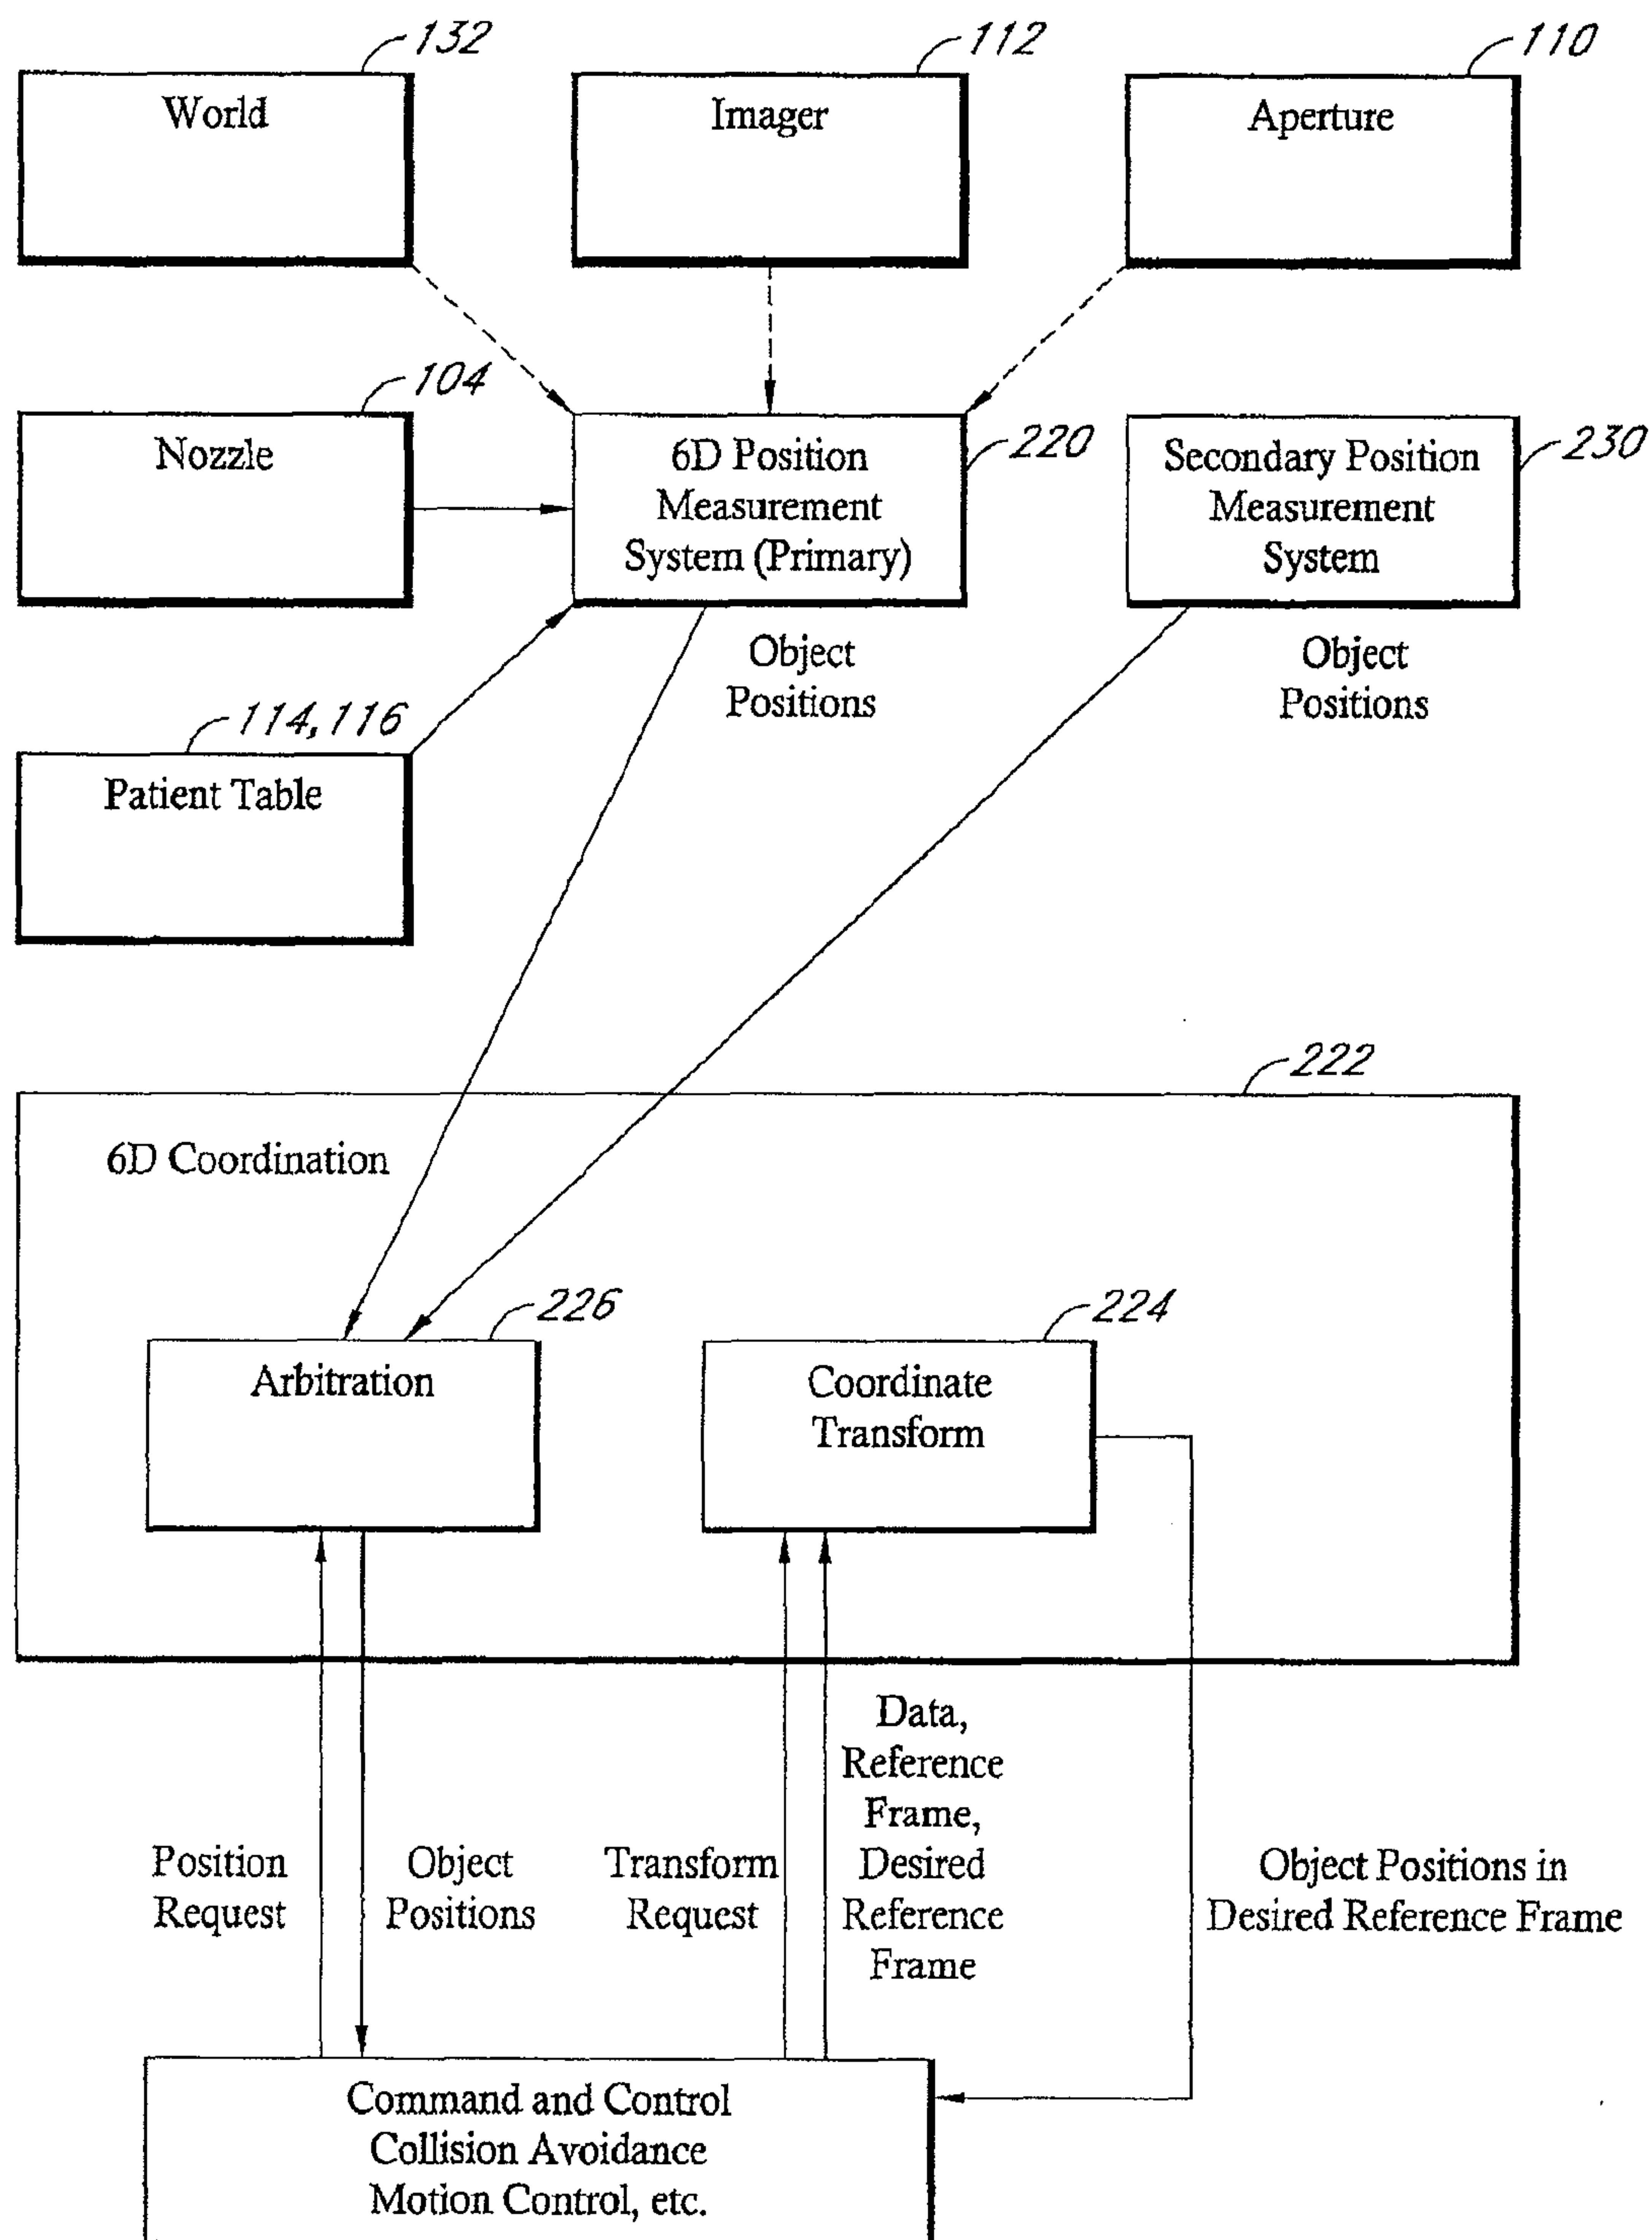 132
112
110
World
Imager
Aperture
104
220
230
Nozzle
6D Position
Measurement
System (Primary)
Secondary Position
Measurement
System
Object
Positions
Object
Positions
114, 116
Patient Table
222
6D Coordination
226
224
Arbitration
Coordinate
Transform
Position
Request
Object
Positions
Transform
Request
Data,
Reference
Frame,
Desired
Reference
Frame
Object Positions in
Desired Reference Frame
Command and Control
Collision Avoidance
Motion Control, etc.